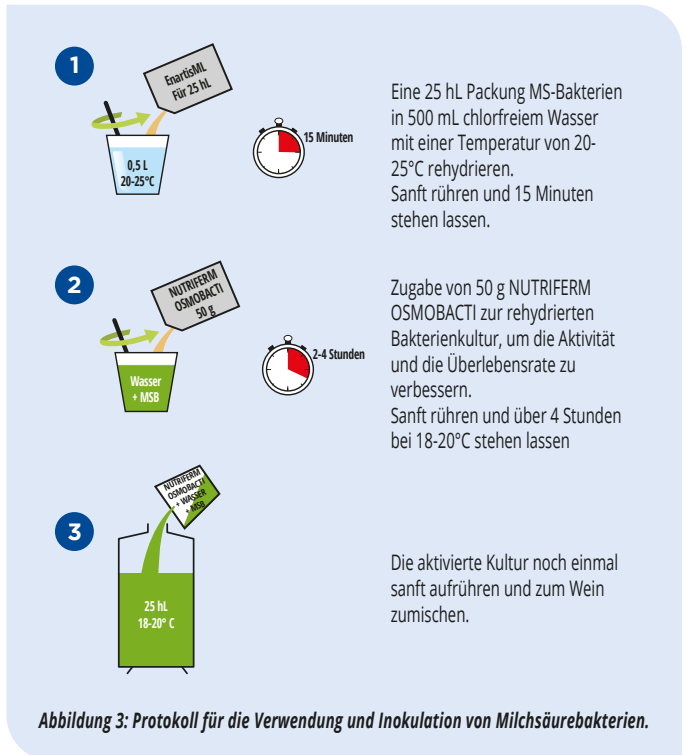 1
EnartisML
Für 25 hL
0,5 L
20-25°C
15 Minuten
Eine 25 hL Packung MS-Bakterien
in 500 mL chlorfreiem Wasser
mit einer Temperatur von 20-
25°C rehydrieren.
Sanft rühren und 15 Minuten
stehen lassen.
2
NUTRIFERM
OSMOBACTI
50 g
Wasser
+ MSB
2-4 Stunden
Zugabe von 50 g NUTRIFERM
OSMOBACTI zur rehydrierten
Bakterienkultur, um die Aktivität
und die Überlebensrate zu
verbessern.
Sanft rühren und über 4 Stunden
bei 18-20°C stehen lassen
3
NUTRIFERM
OSMOBACTI
+ WASSER
+ MSB
25 hL
18-20° C
Die aktivierte Kultur noch einmal
sanft aufrühren und zum Wein
zumischen.
Abbildung 3: Protokoll für die Verwendung und Inokulation von Milchsäurebakterien.